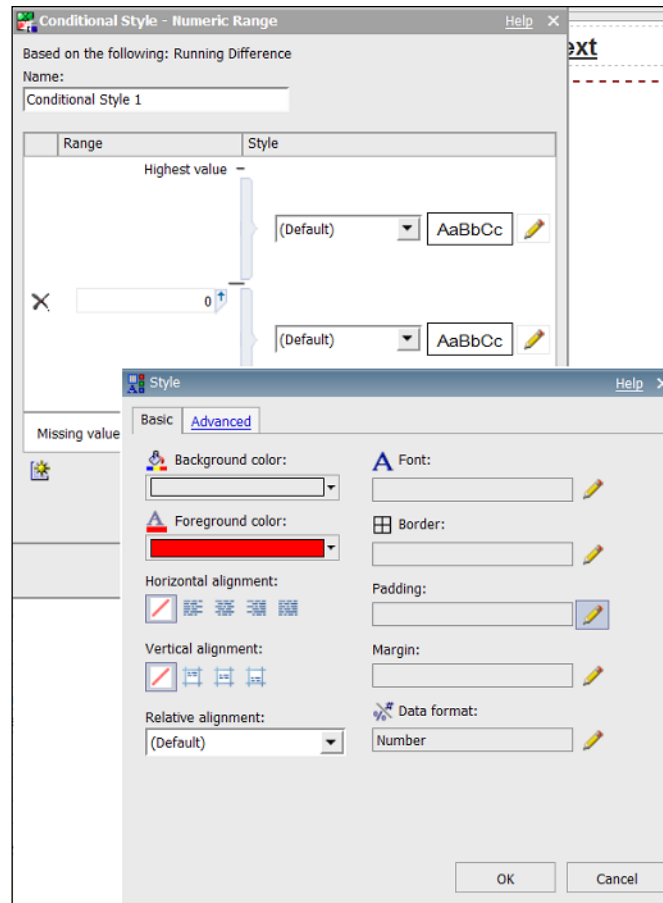 Conditional Style - Numeric Range
Help
ext
Based on the following: Running Difference
Name:
Conditional Style 1
Range
Style
Highest value
(Default)
AaBbCc
0
(Default)
AaBbCc
Missing value
Style
Help
Basic
Advanced
Background color:
Font:
Foreground color:
Border:
Horizontal alignment:
Padding:
Vertical alignment:
Margin:
Relative alignment:
Data format:
(Default)
Number
OK
Cancel